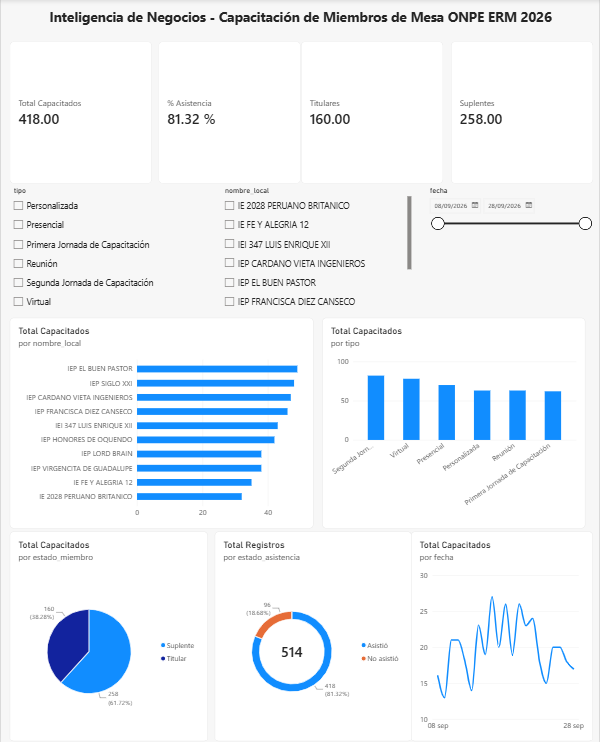 Inteligencia de Negocios - Capacitación de Miembros de Mesa ONPE ERM 2026
Total Capacitados
418.00
% Asistencia
81.32 %
Titulares
160.00
Suplentes
258.00
tipo
Personalizada
Presencial
Primera Jornada de Capacitación
Reunión
Segunda Jornada de Capacitación
Virtual
nombre_local
IE 2028 PERUANO BRITANICO
IE FE Y ALEGRIA 12
IEI 347 LUIS ENRIQUE XII
IEP CARDANO VIETA INGENIEROS
IEP EL BUEN PASTOR
IEP FRANCISCA DIEZ CANSECO
fecha
08/09/2026 28/09/2026
Total Capacitados
por nombre_local
IEP EL BUEN PASTOR
IEP SIGLO XXI
IEP CARDANO VIETA INGENIEROS
IEP FRANCISCA DIEZ CANSECO
IEI 347 LUIS ENRIQUE XII
IEP HONORES DE OQUENDO
IEP LORD BRAIN
IEP VIRGENCITA DE GUADALUPE
IE FE Y ALEGRIA 12
IE 2028 PERUANO BRITANICO
0 20 40
Total Capacitados
por tipo
100
50
0
Segunda Jorn...
Virtual
Presencial
Personalizada
Reunión
Primera Jornada de Capacitación
Total Capacitados
por estado_miembro
160
(38.28%)
258
(61.72%)
Suplente
Titular
Total Registros
por estado_asistencia
96
(18.68%)
514
418
(81.32%)
Asistió
No asistió
Total Capacitados
por fecha
30
25
20
15
10
08 sep 28 sep